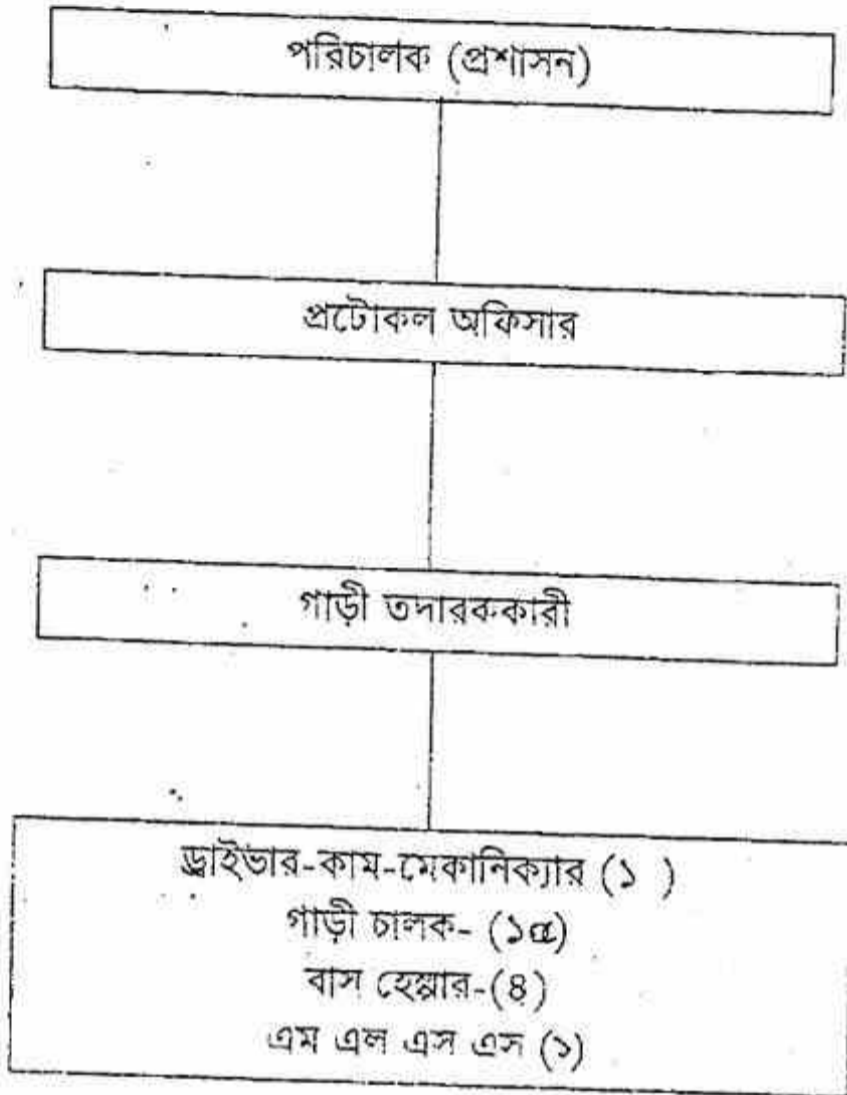 পরিচালক (প্রশাসন)
প্রটোকল অফিসার
গাড়ী তদারককারী
ড্রাইভার-কাম-মেকানিক্যার (১ )
গাড়ী চালক- (১৫)
বাস হেল্পার-(৪)
এম এল এস এস (১)